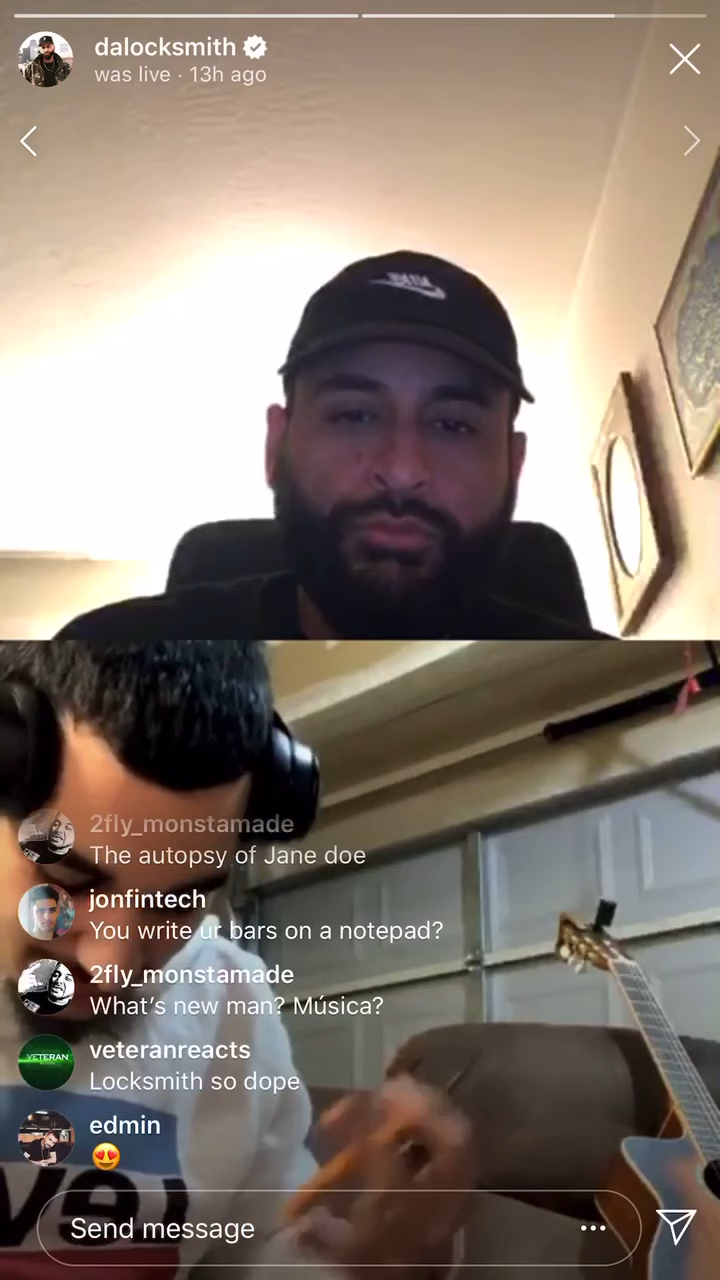 dalocksmith
was live · 13h ago
2fly_monstamade
The autopsy of Jane doe
jonfintech
You write ur bars on a notepad?
2fly_monstamade
What's new man? Música?
VETERAN
veteranreacts
Locksmith so dope
edmin
😍
Send message